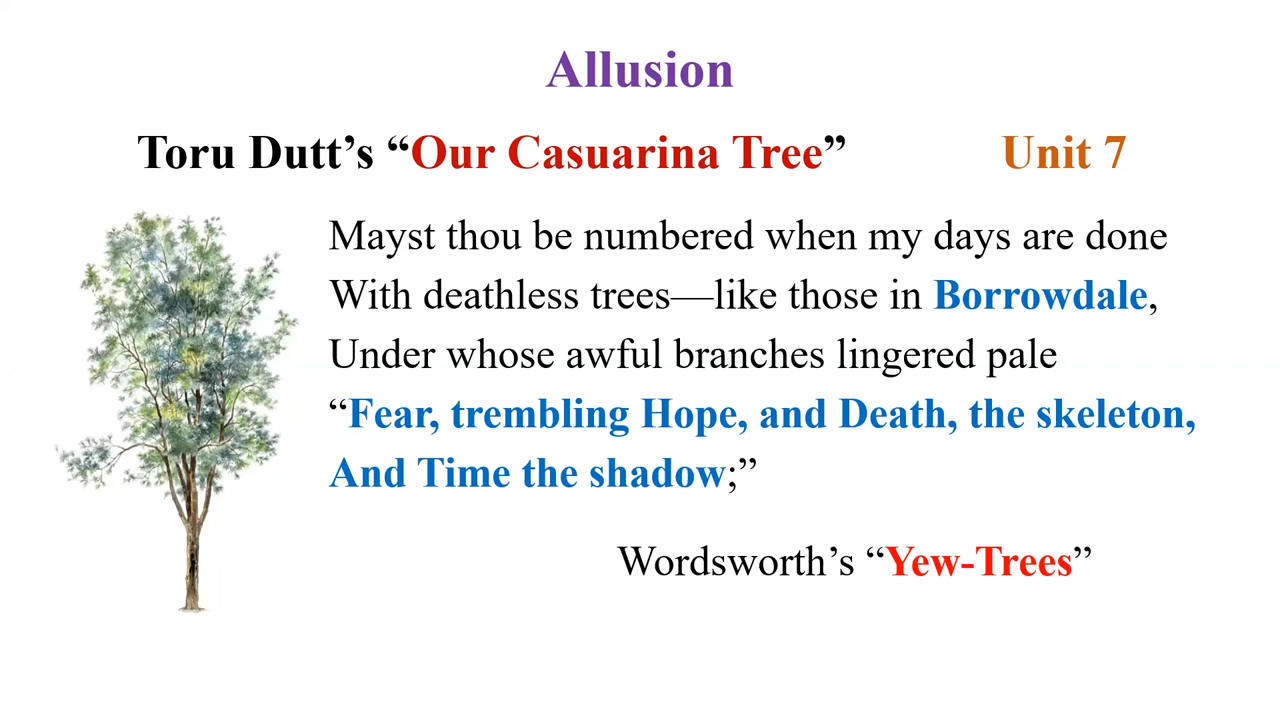 Allusion
Toru Dutt’s “Our Casuarina Tree” Unit 7
Mayst thou be numbered when my days are done
With deathless trees—like those in Borrowdale,
Under whose awful branches lingered pale
“Fear, trembling Hope, and Death, the skeleton,
And Time the shadow;”
Wordsworth’s “Yew-Trees”